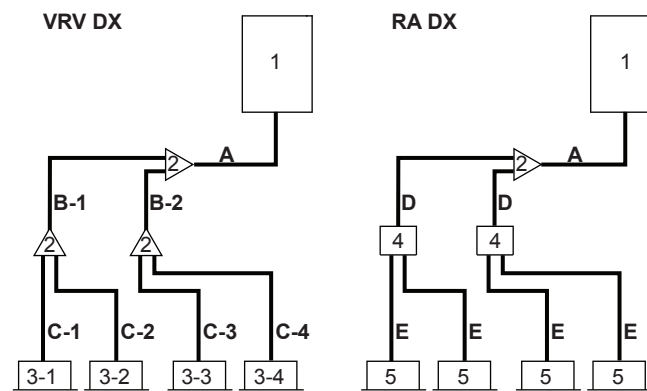 VRV DX RA DX
1 1
2 A 2 A
B-1 B-2 D D
2 2 4 4
C-1 C-2 C-3 C-4 E E E E
3-1 3-2 3-3 3-4 5 5 5 5